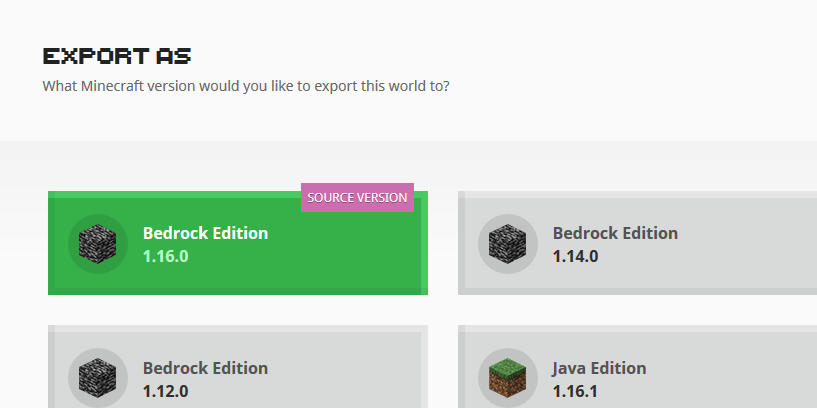 EXPORT AS
What Minecraft version would you like to export this world to?
SOURCE VERSION
Bedrock Edition
1.16.0
Bedrock Edition
1.14.0
Bedrock Edition
1.12.0
Java Edition
1.16.1